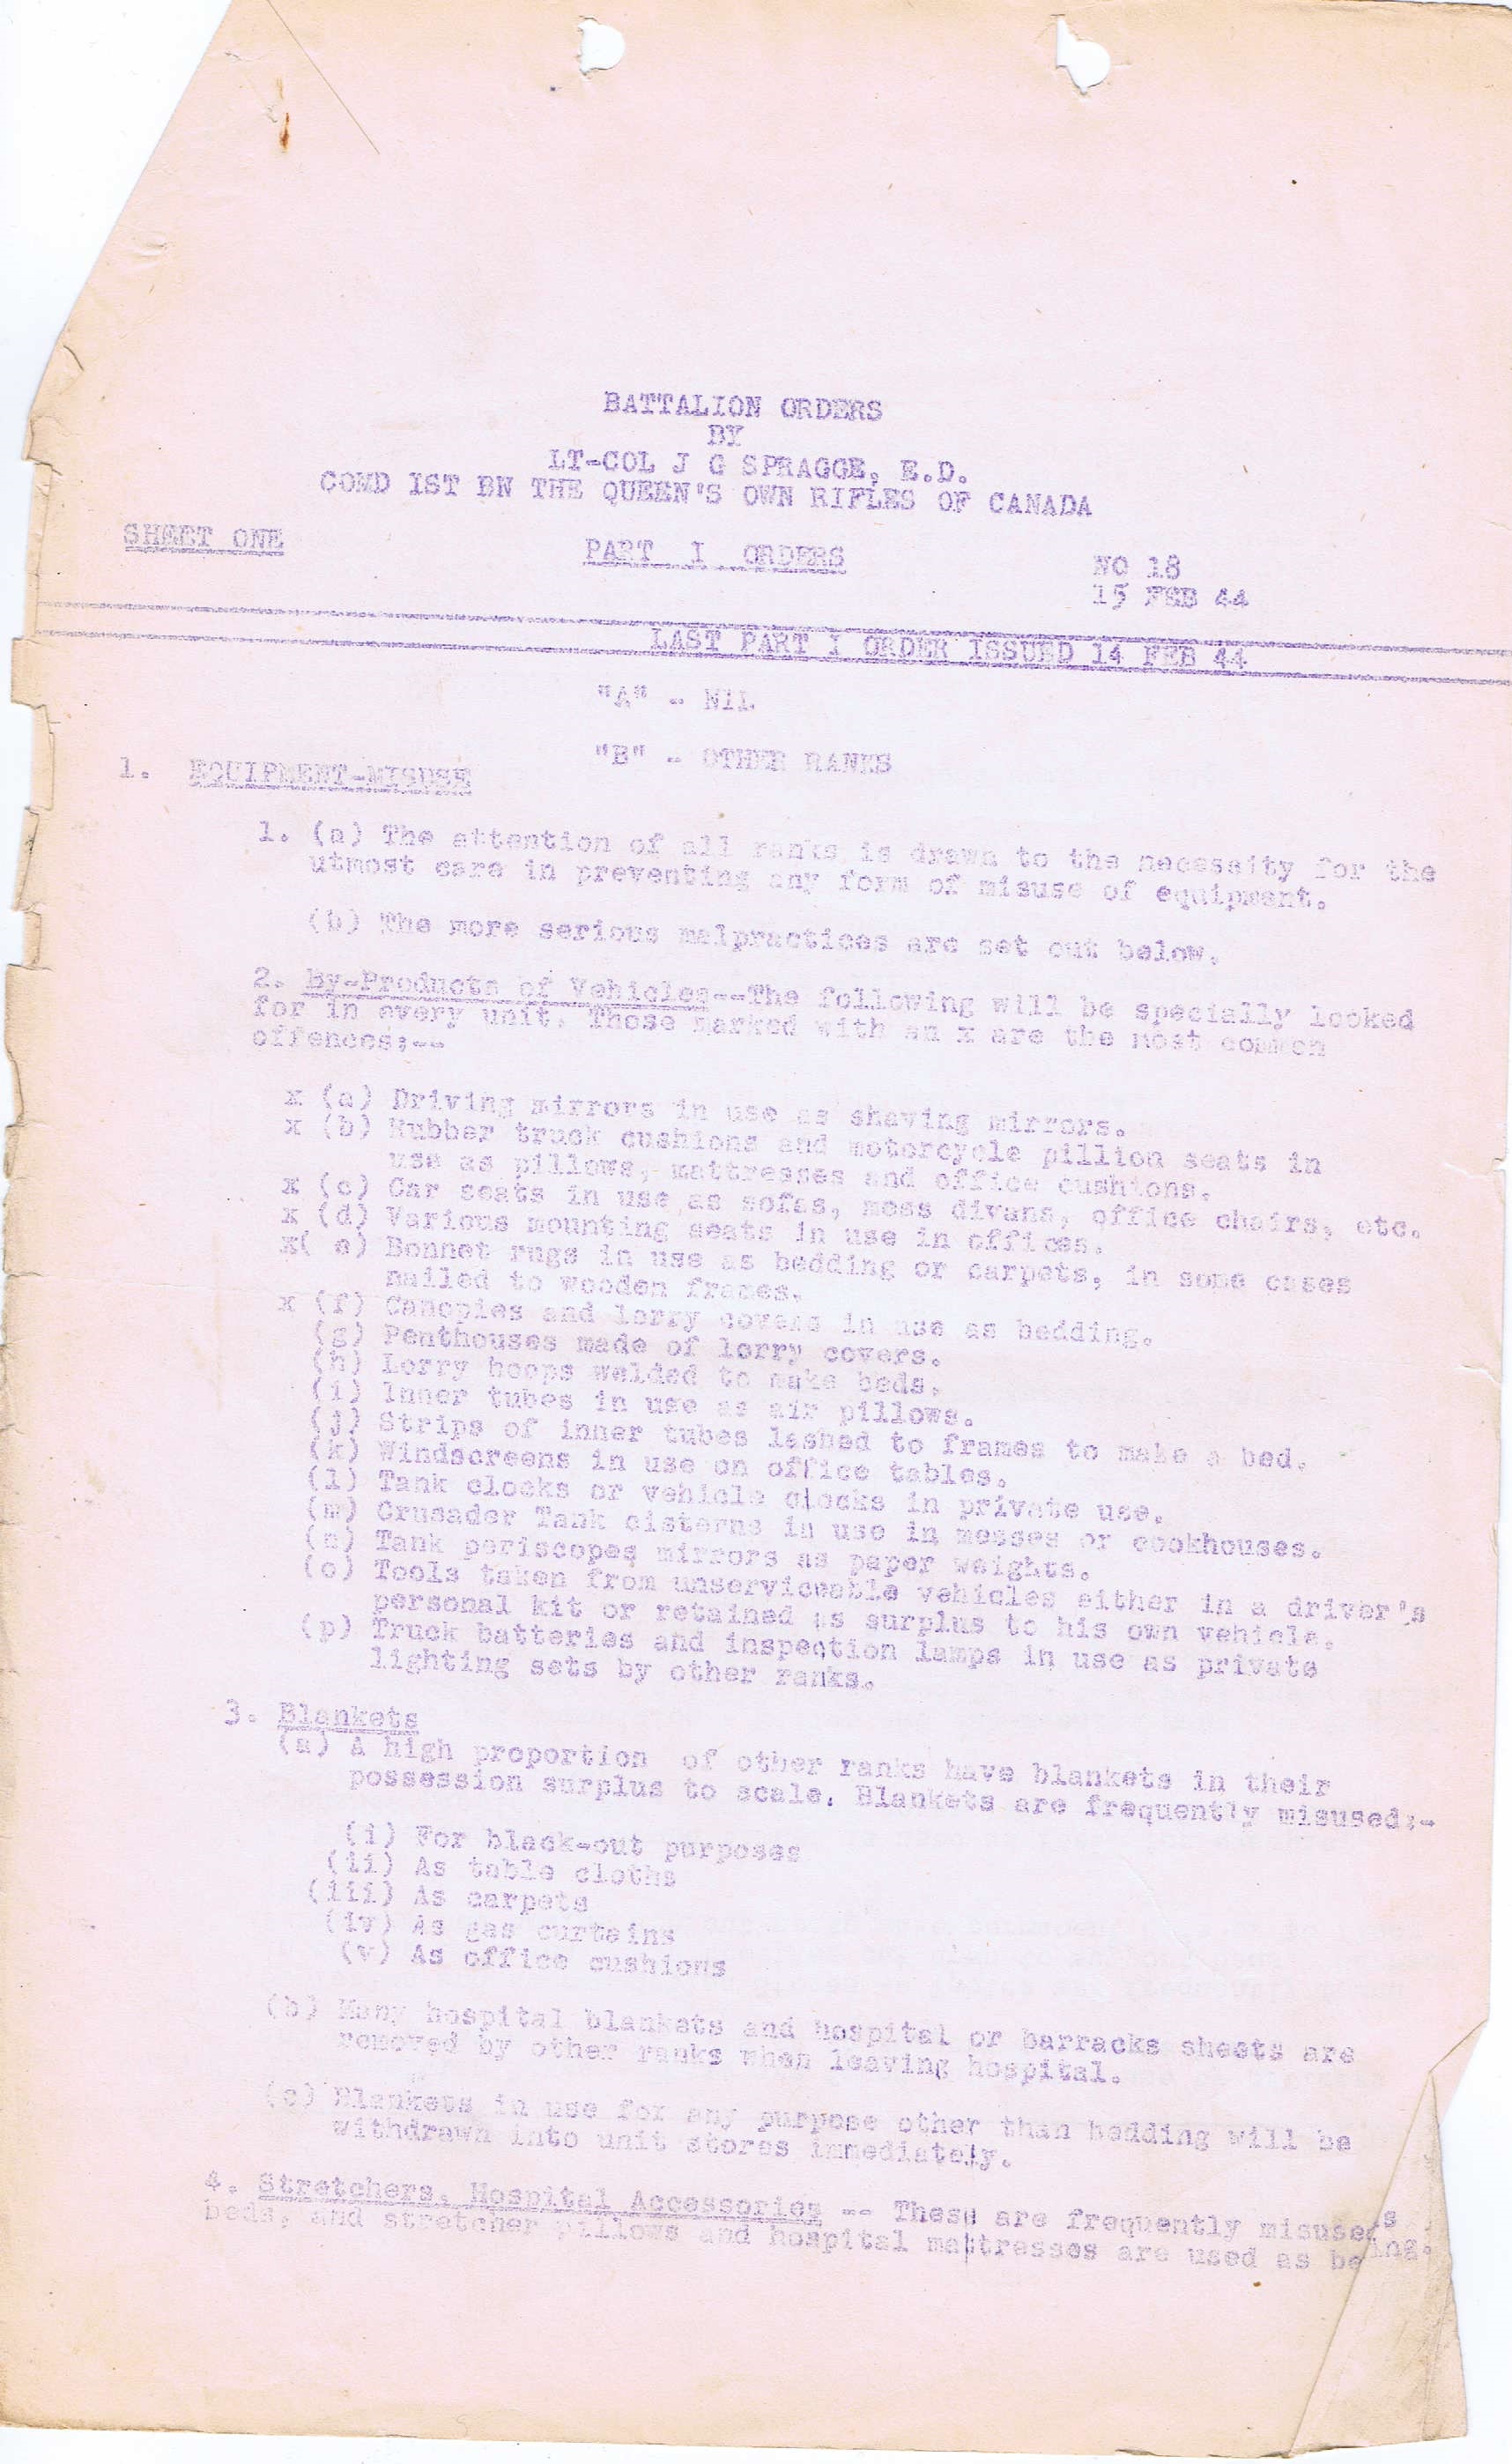 BATTALION ORDERS
BY
LT-COL J G SPRAGGE, E.D.
COMD IST BN THE QUEEN'S OWN RIFLES OF CANADA
SHEET ONE
PART I ORDERS
NO 18
15 FEB 44
LAST PART I ORDER ISSUED 14 FEB 44
"A" - NIL
"B" - OTHER RANKS
1. EQUIPMENT-MISUSE
1. (a) The attention of all ranks is drawn to the necessity for the
utmost care in preventing any form of misuse of equipment.
(b) The more serious malpractices are set out below.
2. By-Products of Vehicles--The following will be specially looked
for in every unit. Those marked with an x are the most common
offences;--
x (a) Driving mirrors in use as shaving mirrors.
x (b) Rubber truck cushions and motorcycle pillion seats in
use as pillows, mattresses and office cushions.
x (c) Car seats in use as sofas, mess divans, office chairs, etc.
x (d) Various mounting seats in use in offices.
x( e) Bonnet rugs in use as bedding or carpets, in some cases
nailed to wooden frames.
x (f) Canopies and lorry covers in use as bedding.
(g) Penthouses made of lorry covers.
(h) Lorry hoops welded to make beds.
(i) Inner tubes in use as air pillows.
(j) Strips of inner tubes lashed to frames to make a bed.
(k) Windscreens in use on office tables.
(l) Tank clocks or vehicle clocks in private use.
(m) Crusader Tank cisterns in use in messes or cookhouses.
(n) Tank periscopes mirrors as paper weights.
(o) Tools taken from unserviceable vehicles either in a driver's
personal kit or retained as surplus to his own vehicle.
(p) Truck batteries and inspection lamps in use as private
lighting sets by other ranks.
3. Blankets
(a) A high proportion of other ranks have blankets in their
possession surplus to scale. Blankets are frequently misused:-
(i) For black-out purposes
(ii) As table cloths
(iii) As carpets
(iv) As gas curtains
(v) As office cushions
(b) Many hospital blankets and hospital or barracks sheets are
removed by other ranks when leaving hospital.
(c) Blankets in use for any purpose other than bedding will be
withdrawn into unit stores immediately.
4. Stretchers, Hospital Accessories -- These are frequently misused s
beds, and stretcher pillows and hospital mattresses are used as be ing.